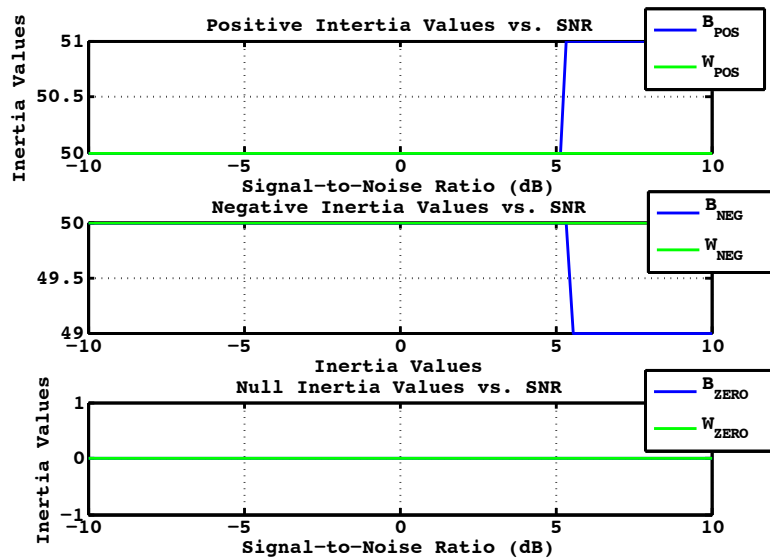 Positive Intertia Values vs. SNR
B_POS
W_POS
Inertia Values
51
50.5
50
−10
−5
0
5
10
Signal−to−Noise Ratio (dB)
Negative Inertia Values vs. SNR
B_NEG
W_NEG
50
49.5
49
−10
−5
0
5
10
Inertia Values
Null Inertia Values vs. SNR
B_ZERO
W_ZERO
Inertia Values
1
0
−1
−10
−5
0
5
10
Signal−to−Noise Ratio (dB)